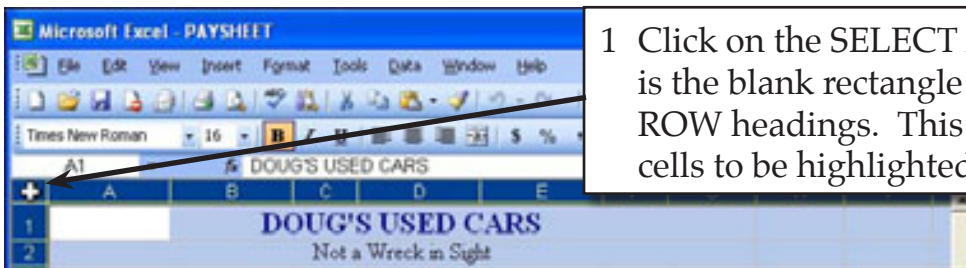 Microsoft Excel - PAYSHEET
File Edit View Insert Format Tools Data Window Help
Times New Roman 16 B I U $ %
A1 fx DOUG'S USED CARS
A B C D E
1 DOUG'S USED CARS
2 Not a Wreck in Sight
1 Click on the SELECT
is the blank rectangle
ROW headings. This
cells to be highlighted